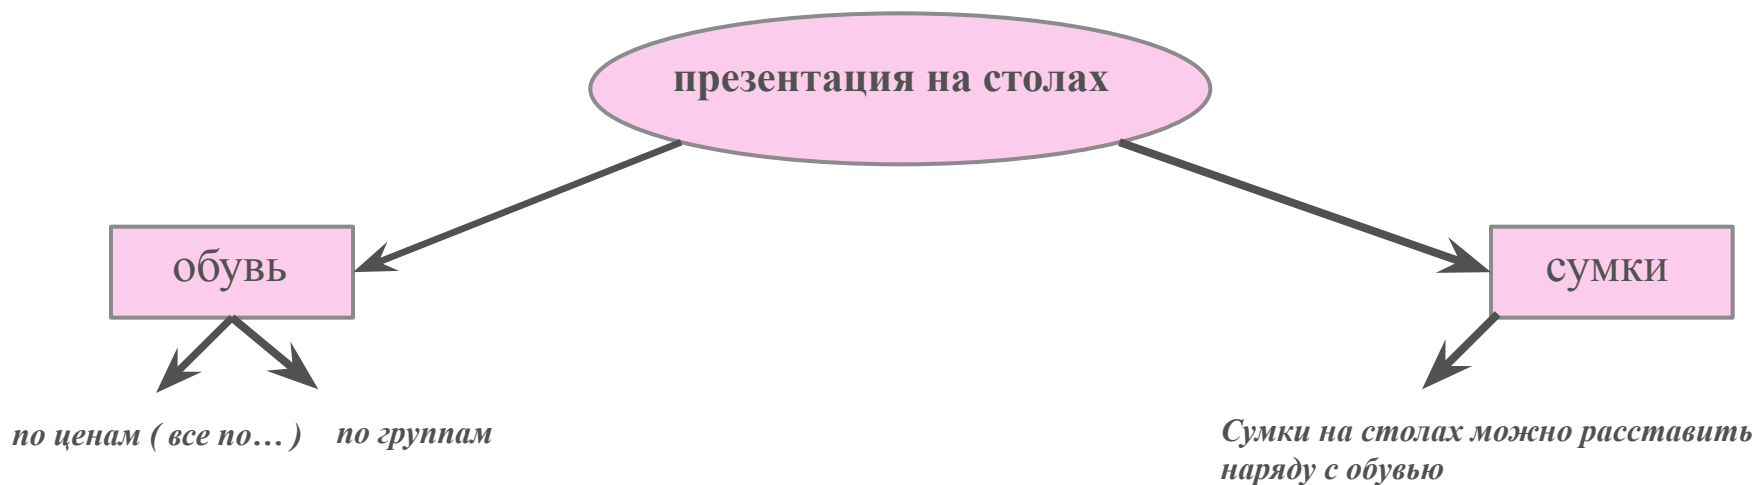 презентация на столах
обувь
сумки
по ценам ( все по… )
по группам
Сумки на столах можно расставить
наряду с обувью